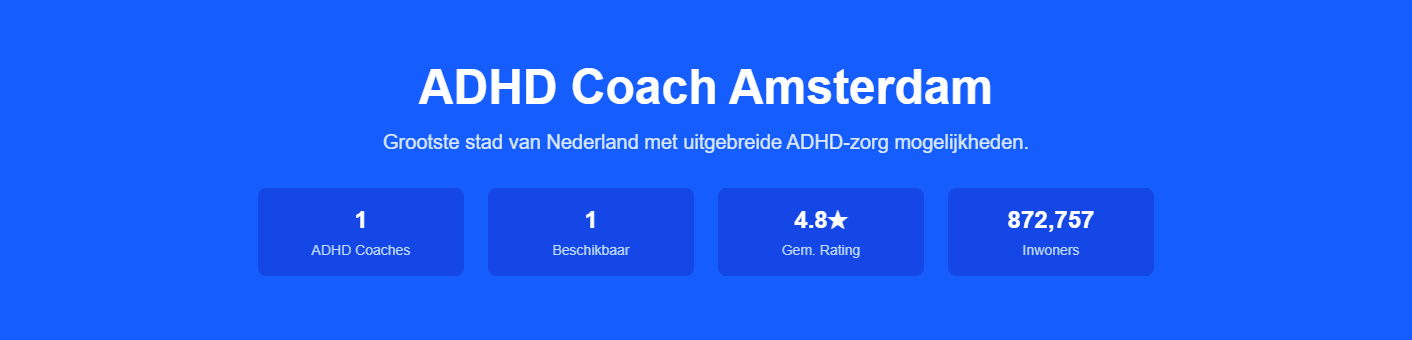 ADHD Coach Amsterdam
Grootste stad van Nederland met uitgebreide ADHD-zorg mogelijkheden.
1
ADHD Coaches
1
Beschikbaar
4.8★
Gem. Rating
872,757
Inwoners